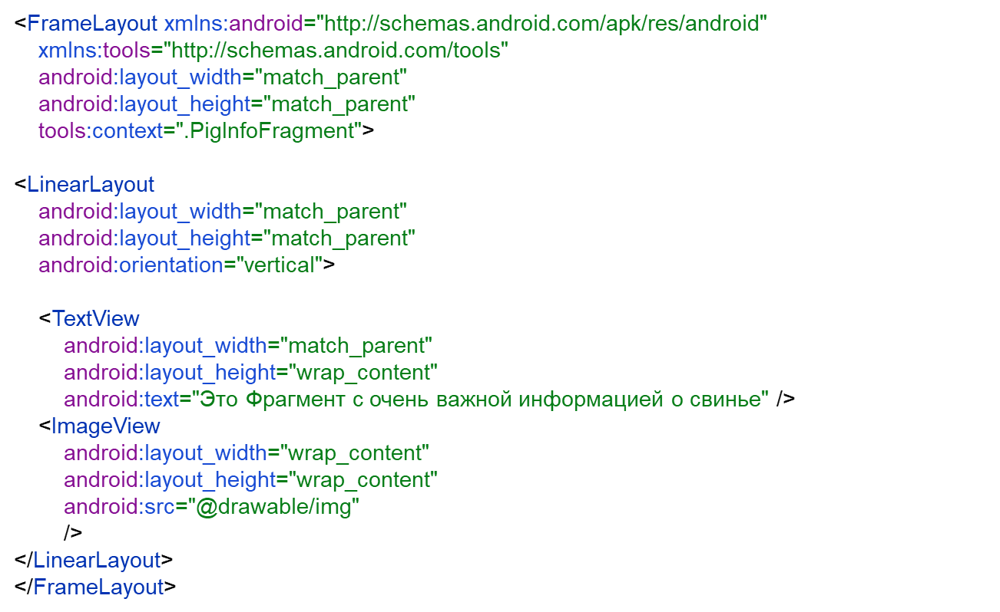 <FrameLayout xmlns:android="http://schemas.android.com/apk/res/android"
xmlns:tools="http://schemas.android.com/tools"
android:layout_width="match_parent"
android:layout_height="match_parent"
tools:context=".PigInfoFragment">
<LinearLayout
android:layout_width="match_parent"
android:layout_height="match_parent"
android:orientation="vertical">
<TextView
android:layout_width="match_parent"
android:layout_height="wrap_content"
android:text="Это Фрагмент с очень важной информацией о свинье" />
<ImageView
android:layout_width="wrap_content"
android:layout_height="wrap_content"
android:src="@drawable/img"
/>
</LinearLayout>
</FrameLayout>